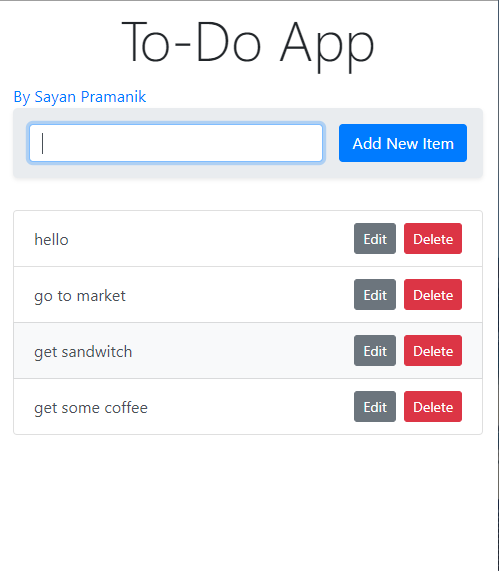 To-Do App
By Sayan Pramanik
Add New Item
hello Edit Delete
go to market Edit Delete
get sandwitch Edit Delete
get some coffee Edit Delete